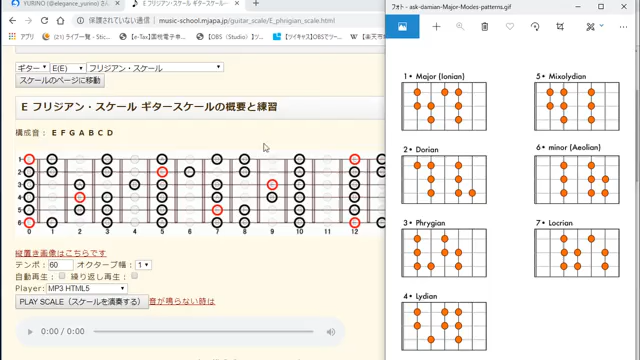 YURINO (@elegance_yurino)
E フリジアン・スケール ギタースケール
保護されていない通信 | music-school.mjapa.jp/guitar_scale/E_phrigian_scale.html
アプリ
(21) ライブー覧 - Stic
【e-Tax】国税電子
OBS（Studio）
【ツイキャスガイド】OBS
W
楽天市
ギター E(E) フリジアン・スケール
スケールのページに移動
E フリジアン・スケール ギタースケールの概要と練習
構成音： E F G A B C D
1
2
3
4
5
6
0 1 2 3 4 5 6 7 8 9 10 11 12
縦置き画像はこちらです
テンポ: 60 オクターブ幅: 1
自動再生： 繰り返し再生：
Player: MP3 HTML5
PLAY SCALE（スケールを演奏する） 音が鳴らない時は
0:00 / 0:00
フォト - ask-damian-Major-Modes-patterns.gif
1• Major (Ionian)
5• Mixolydian
2• Dorian
6• minor (Aeolian)
3• Phrygian
7• Locrian
4• Lydian